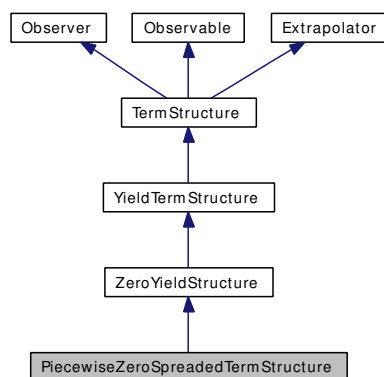 Observer Observable Extrapolator
TermStructure
YieldTermStructure
ZeroYieldStructure
PiecewiseZeroSpreadedTermStructure